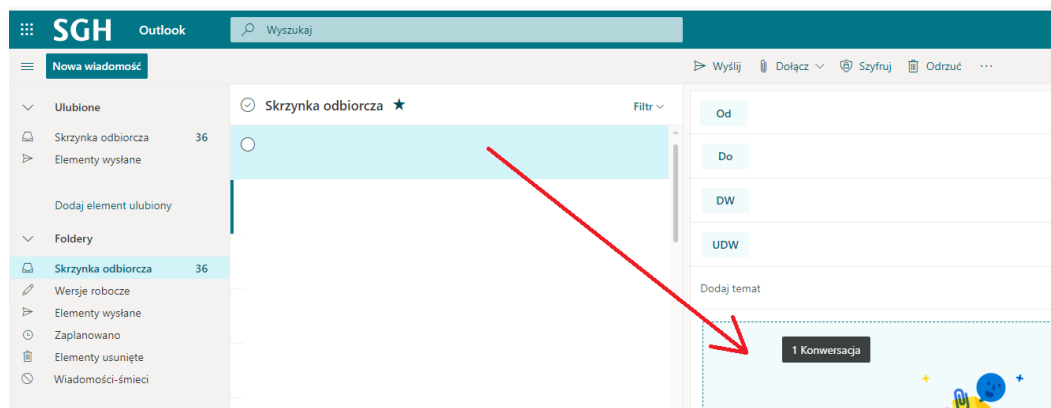 SGH Outlook Wyszukaj
Nowa wiadomość Wyślij Dołącz Szyfruj Odrzuć ...
Ulubione
Skrzynka odbiorcza 36
Elementy wysłane
Dodaj element ulubiony
Foldery
Skrzynka odbiorcza 36
Wersje robocze
Elementy wysłane
Zaplanowano
Elementy usunięte
Wiadomości-śmieci
Skrzynka odbiorcza Filtr
Od
Do
DW
UDW
Dodaj temat
1 Konwersacja